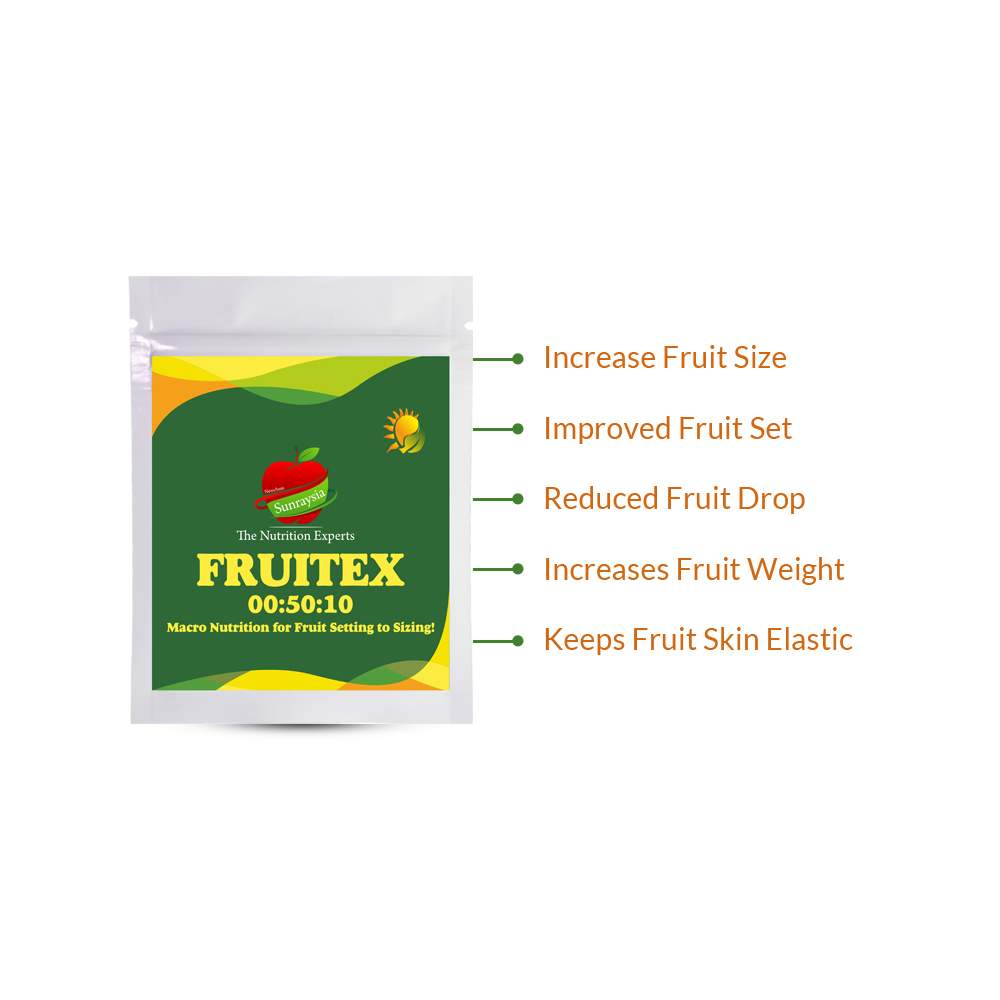 Sunraysia
The Nutrition Experts
FRUITEX
00:50:10
Macro Nutrition for Fruit Setting to Sizing!
Increase Fruit Size
Improved Fruit Set
Reduced Fruit Drop
Increases Fruit Weight
Keeps Fruit Skin Elastic